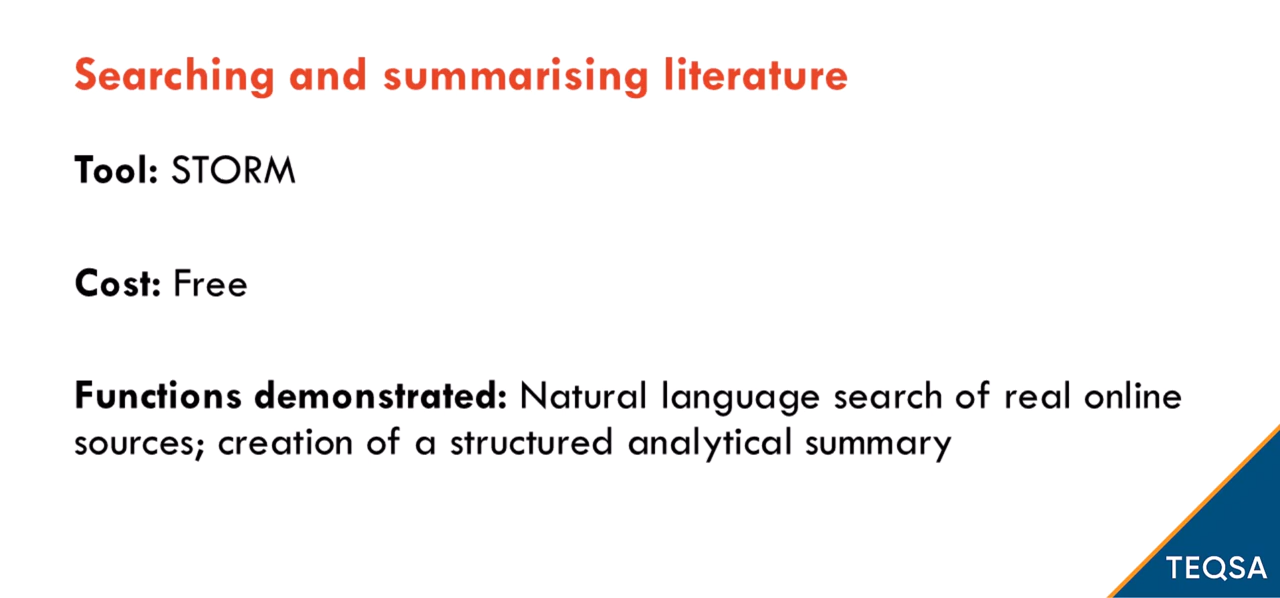 Searching and summarising literature
Tool: STORM
Cost: Free
Functions demonstrated: Natural language search of real online
sources; creation of a structured analytical summary
TEQSA